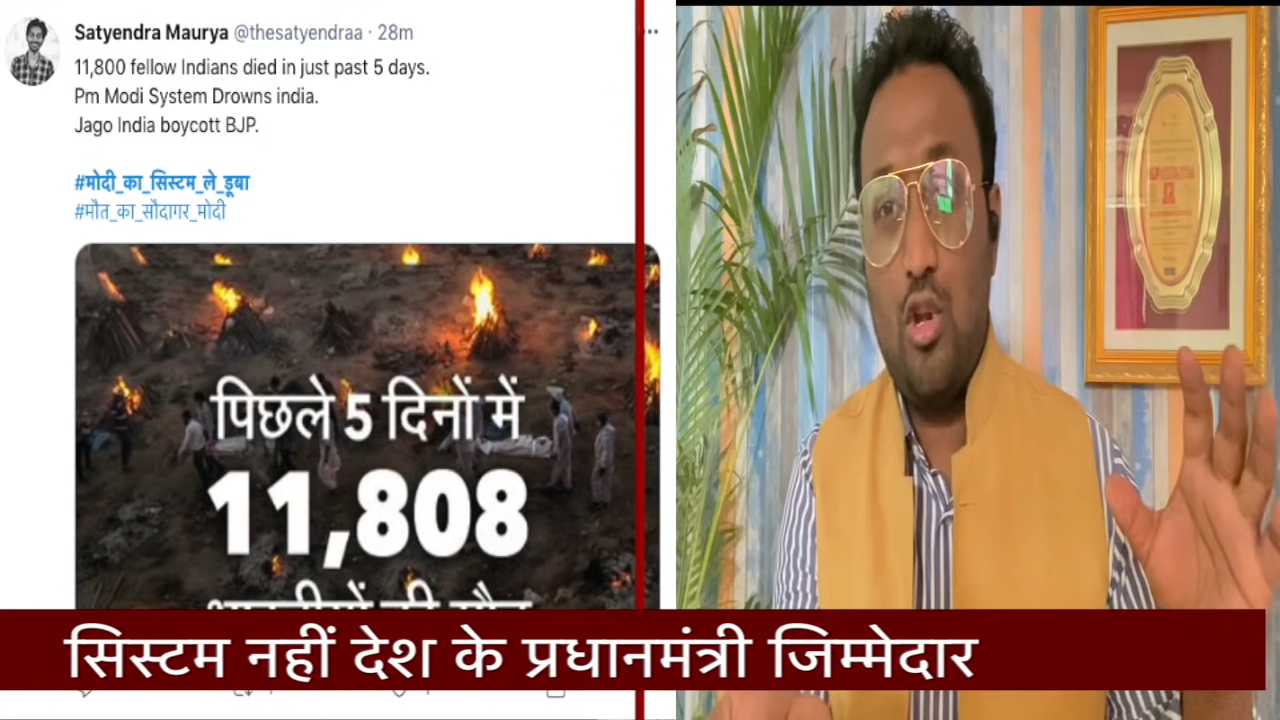 Satyendra Maurya @thesatyendraa · 28m
11,800 fellow Indians died in just past 5 days.
Pm Modi System Drowns india.
Jago India boycott BJP.
#मोदी_का_सिस्टम_ले_डूबा
#मौत_का_सौदागर_मोदी
पिछले 5 दिनों में
11,808
सिस्टम नहीं देश के प्रधानमंत्री जिम्मेदार